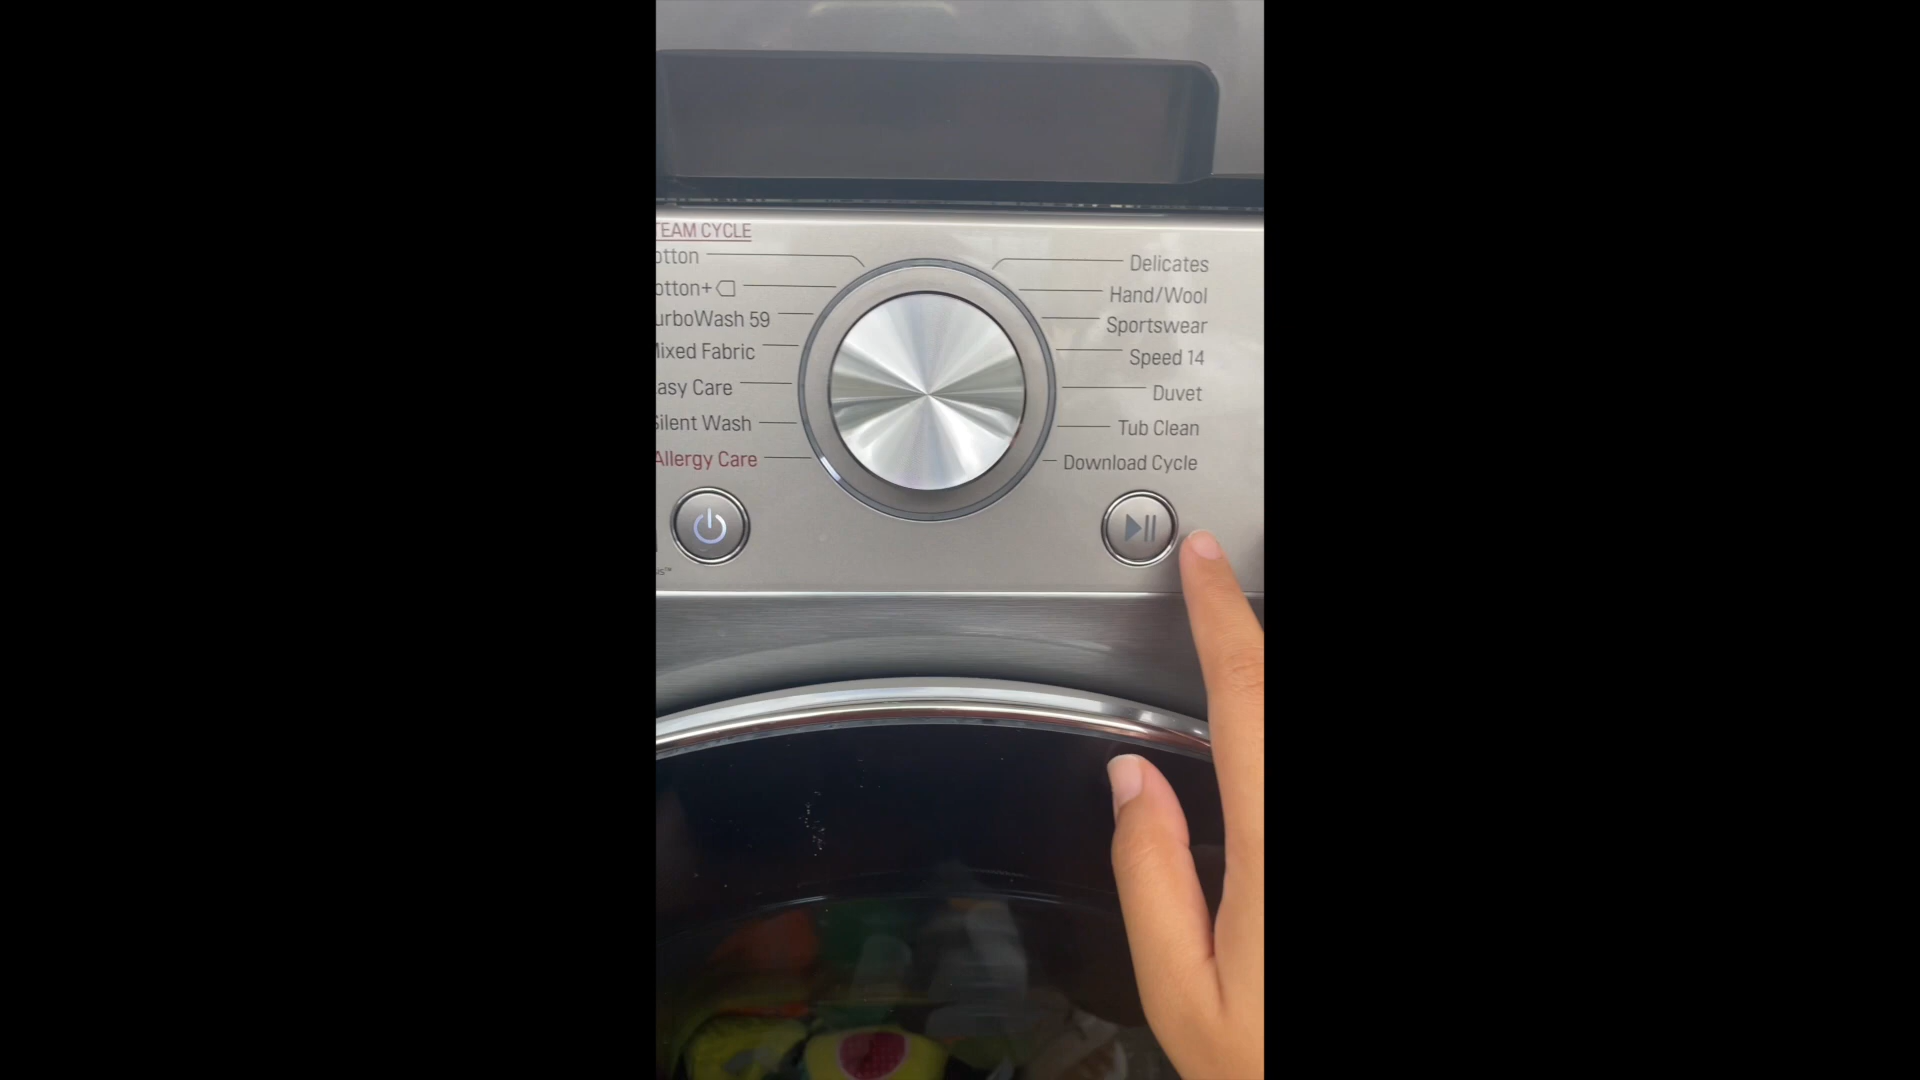 TEAM CYCLE
otton
otton+
urboWash 59
ixed Fabric
asy Care
Silent Wash
Allergy Care
Delicates
Hand/Wool
Sportswear
Speed 14
Duvet
Tub Clean
Download Cycle
is™